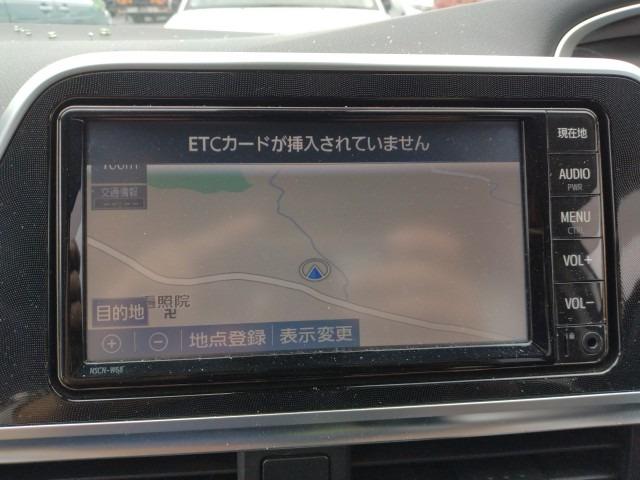 ETCカードが挿入されていません
100m
交通情報
現在地
AUDIO
PWR
MENU
CTRL
VOL+
VOL-
照院
卍
目的地
+
-
地点登録
表示変更
NSCN-W68